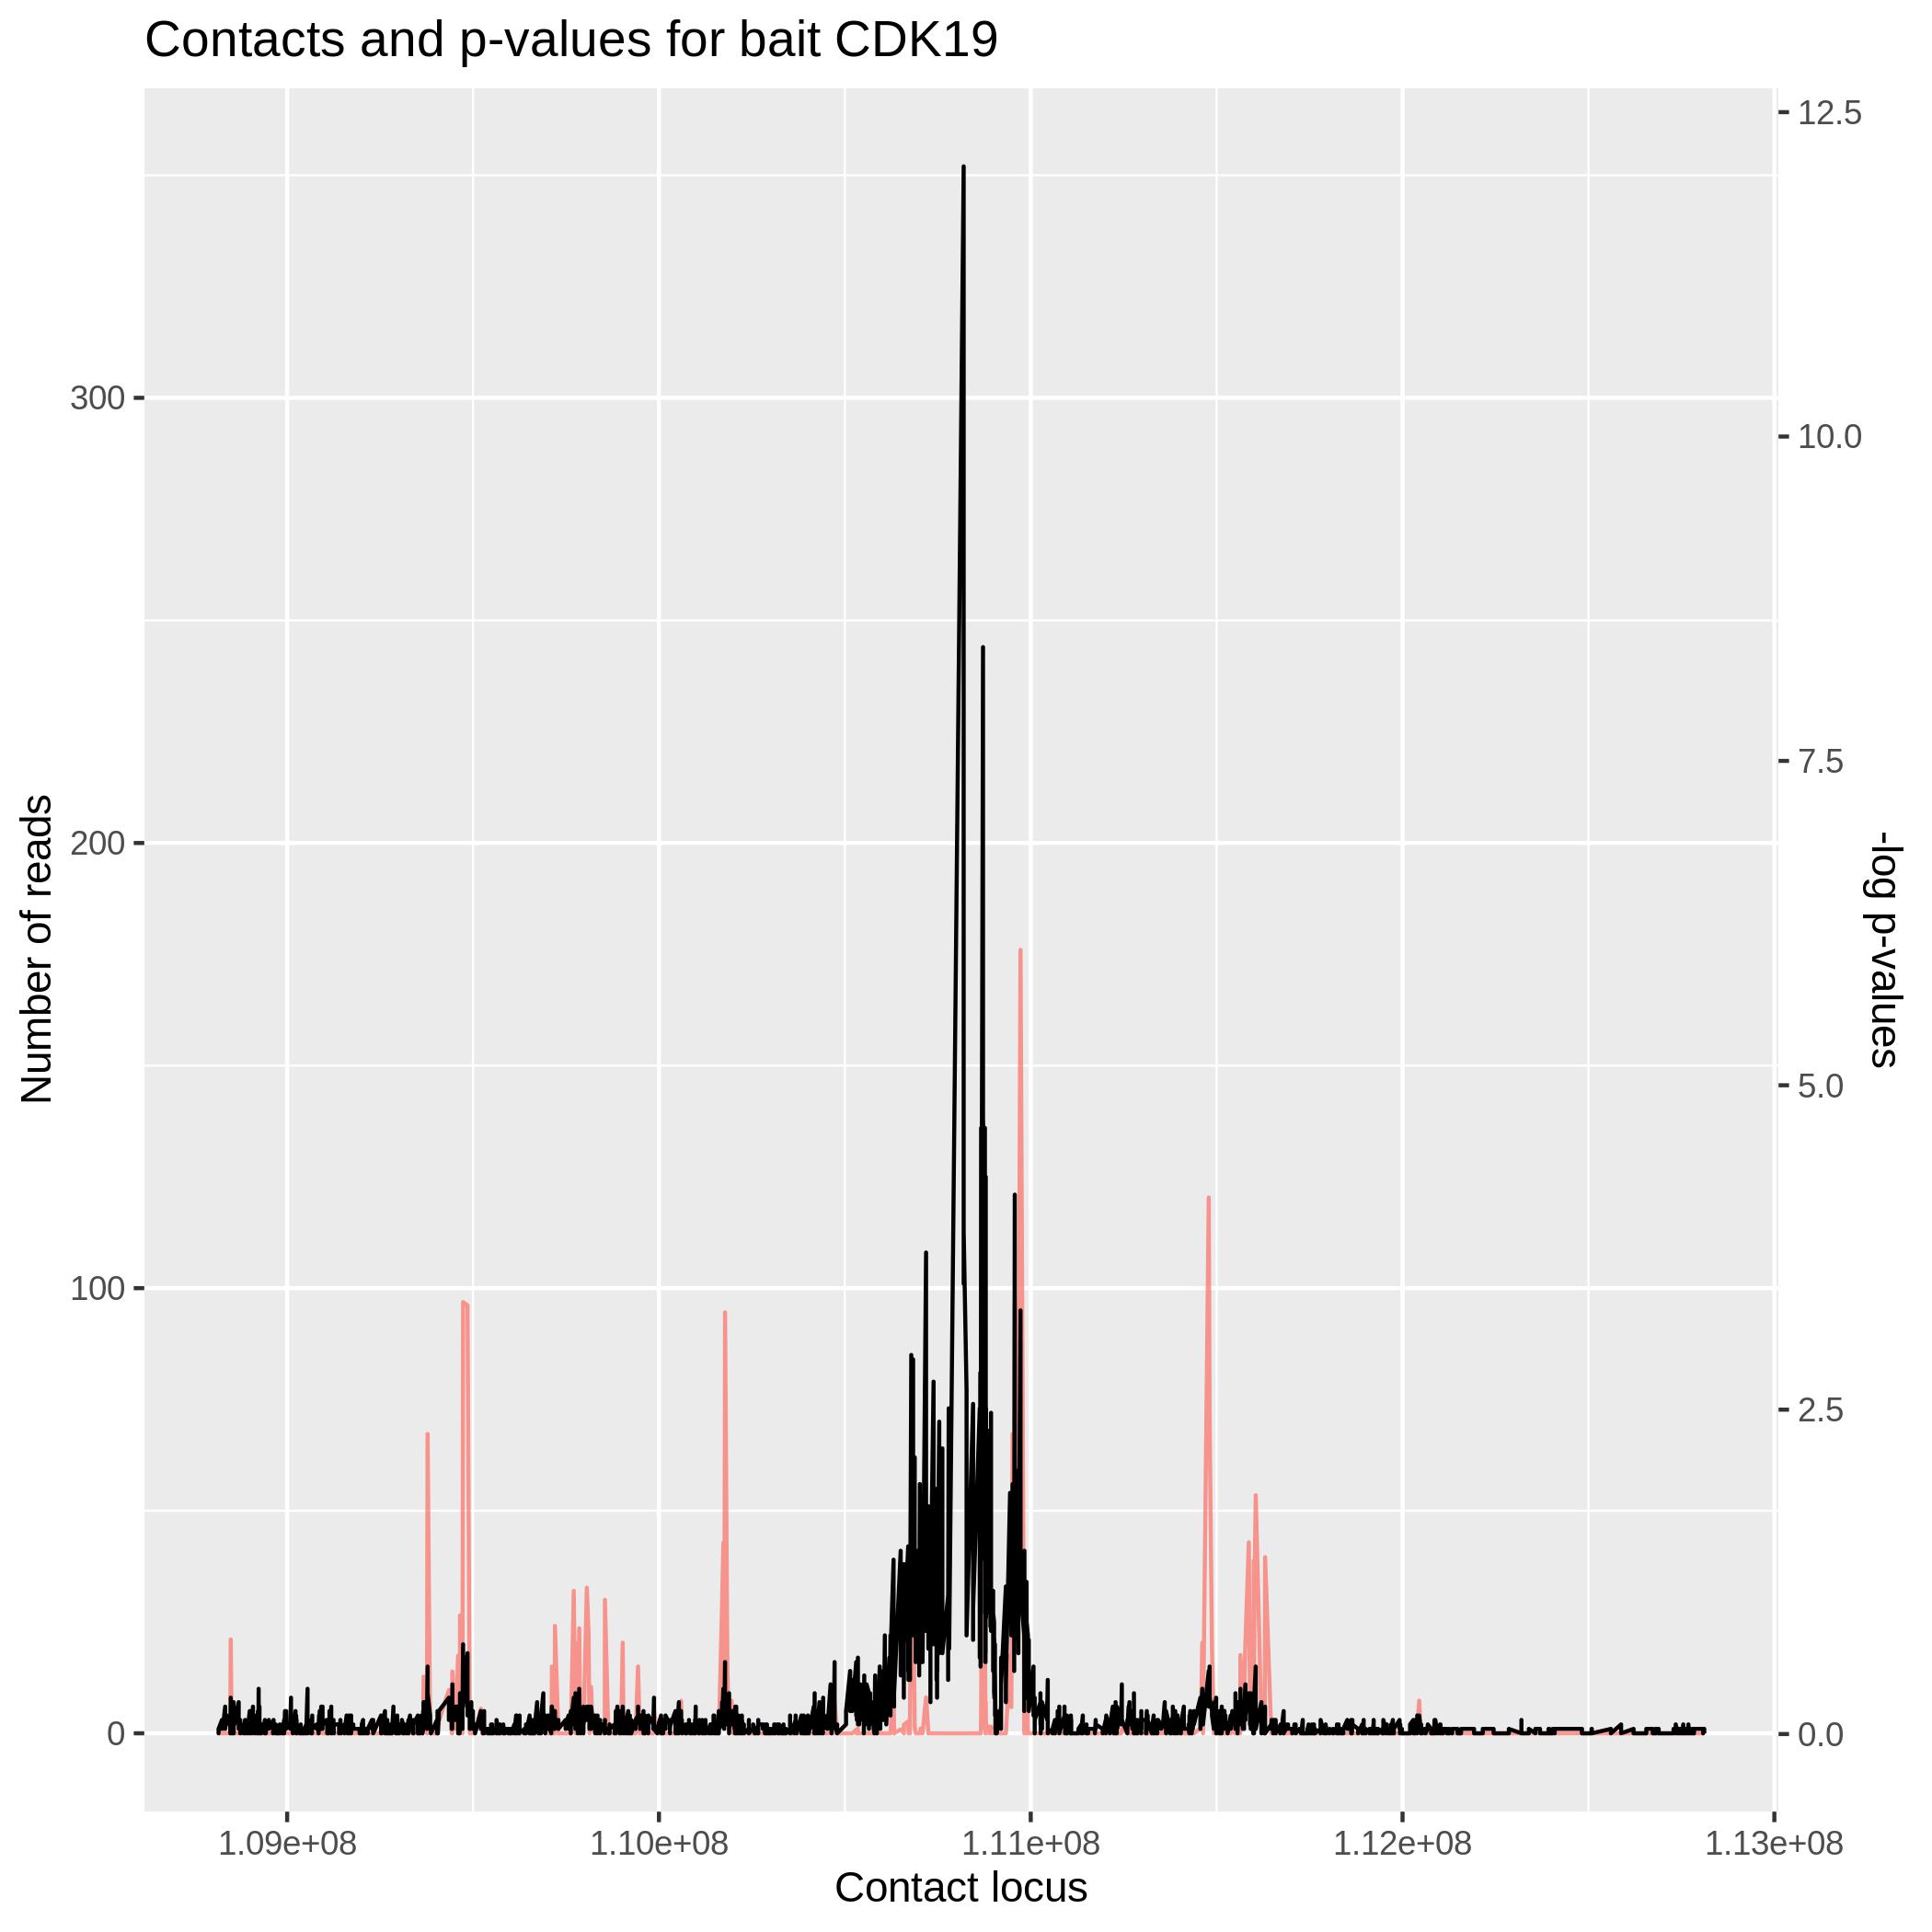 Contacts and p-values for bait CDK19
Number of reads
300
200
100
0
12.5
10.0
7.5
5.0
2.5
0.0
-log p-values
1.09e+08
1.10e+08
1.11e+08
1.12e+08
1.13e+08
Contact locus